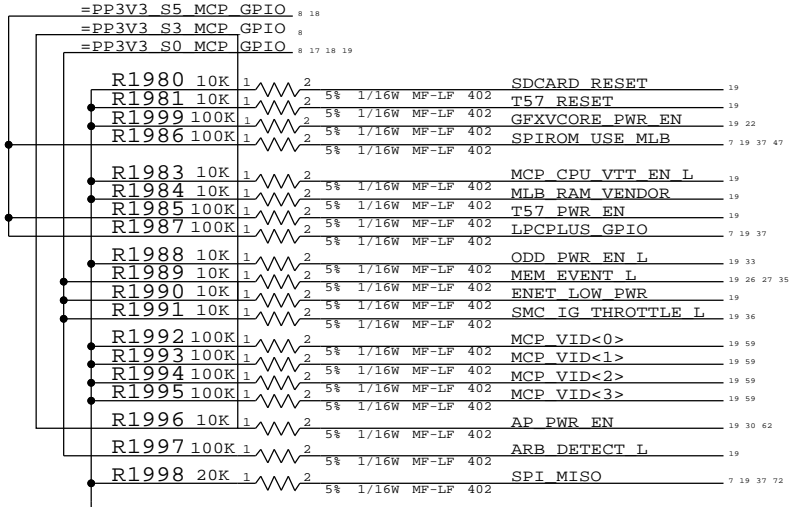 =PP3V3_S5_MCP_GPIO 8 18
=PP3V3_S3_MCP_GPIO 8
=PP3V3_S0_MCP_GPIO 8 17 18 19
R1980 10K 1 2 5% 1/16W MF-LF 402 SDCARD_RESET 19
R1981 10K 1 2 5% 1/16W MF-LF 402 T57_RESET 19
R1999 100K 1 2 5% 1/16W MF-LF 402 GFXVCORE_PWR_EN 19 22
R1986 100K 1 2 5% 1/16W MF-LF 402 SPIROM_USE_MLB 7 19 37 47
R1983 10K 1 2 5% 1/16W MF-LF 402 MCP_CPU_VTT_EN_L 19
R1984 10K 1 2 5% 1/16W MF-LF 402 MLB_RAM_VENDOR 19
R1985 100K 1 2 5% 1/16W MF-LF 402 T57_PWR_EN 19
R1987 100K 1 2 5% 1/16W MF-LF 402 LPCPLUS_GPIO 7 19 37
R1988 10K 1 2 5% 1/16W MF-LF 402 ODD_PWR_EN_L 19 33
R1989 10K 1 2 5% 1/16W MF-LF 402 MEM_EVENT_L 19 26 27 35
R1990 10K 1 2 5% 1/16W MF-LF 402 ENET_LOW_PWR 19
R1991 10K 1 2 5% 1/16W MF-LF 402 SMC_IG_THROTTLE_L 19 36
R1992 100K 1 2 5% 1/16W MF-LF 402 MCP_VID<0> 19 59
R1993 100K 1 2 5% 1/16W MF-LF 402 MCP_VID<1> 19 59
R1994 100K 1 2 5% 1/16W MF-LF 402 MCP_VID<2> 19 59
R1995 100K 1 2 5% 1/16W MF-LF 402 MCP_VID<3> 19 59
R1996 10K 1 2 5% 1/16W MF-LF 402 AP_PWR_EN 19 30 62
R1997 100K 1 2 5% 1/16W MF-LF 402 ARB_DETECT_L 19
R1998 20K 1 2 5% 1/16W MF-LF 402 SPI_MISO 7 19 37 72